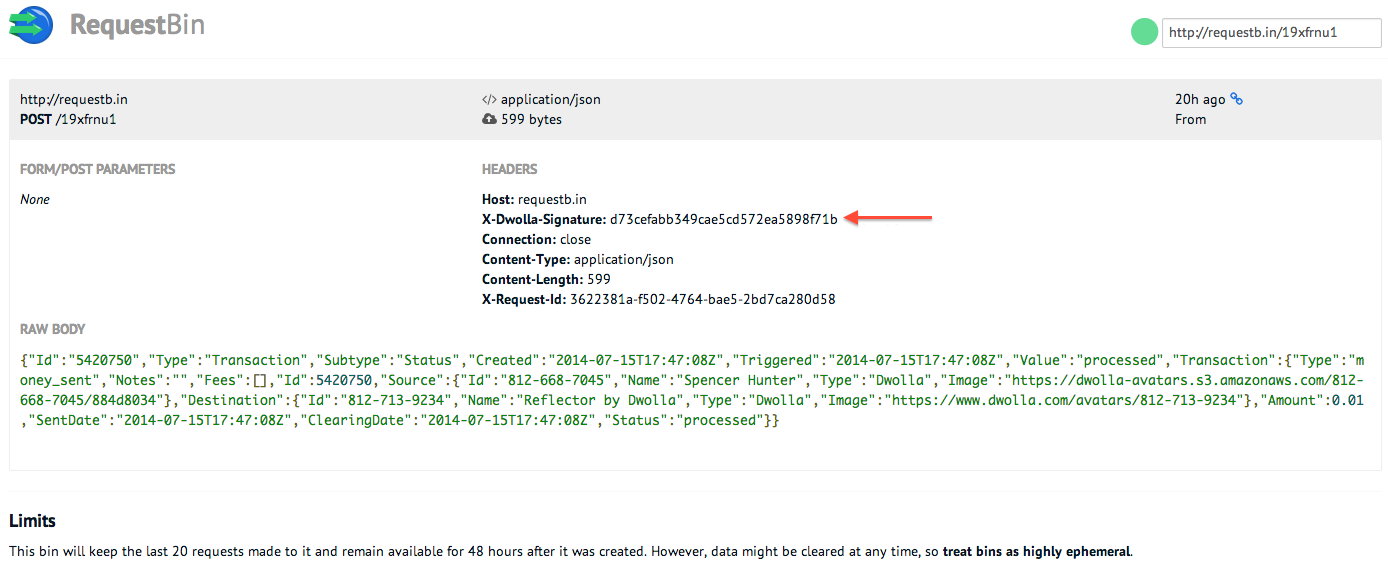 RequestBin
http://requestb.in/19xfrnu1
http://requestb.in
POST /19xfrnu1
application/json
599 bytes
20h ago
From
FORM/POST PARAMETERS
None
HEADERS
Host: requestb.in
X-Dwolla-Signature: d73cefabb349cae5cd572ea5898f71b
Connection: close
Content-Type: application/json
Content-Length: 599
X-Request-Id: 3622381a-f502-4764-bae5-2bd7ca280d58
RAW BODY
{"Id":"5420750","Type":"Transaction","Subtype":"Status","Created":"2014-07-15T17:47:08Z","Triggered":"2014-07-15T17:47:08Z","Value":"processed","Transaction":{"Type":"m
oney_sent","Notes":"","Fees":[],"Id":5420750,"Source":{"Id":"812-668-7045","Name":"Spencer Hunter","Type":"Dwolla","Image":"https://dwolla-avatars.s3.amazonaws.com/812-
668-7045/884d8034"},"Destination":{"Id":"812-713-9234","Name":"Reflector by Dwolla","Type":"Dwolla","Image":"https://www.dwolla.com/avatars/812-713-9234"},"Amount":0.01
,"SentDate":"2014-07-15T17:47:08Z","ClearingDate":"2014-07-15T17:47:08Z","Status":"processed"}}
Limits
This bin will keep the last 20 requests made to it and remain available for 48 hours after it was created. However, data might be cleared at any time, so treat bins as highly ephemeral.